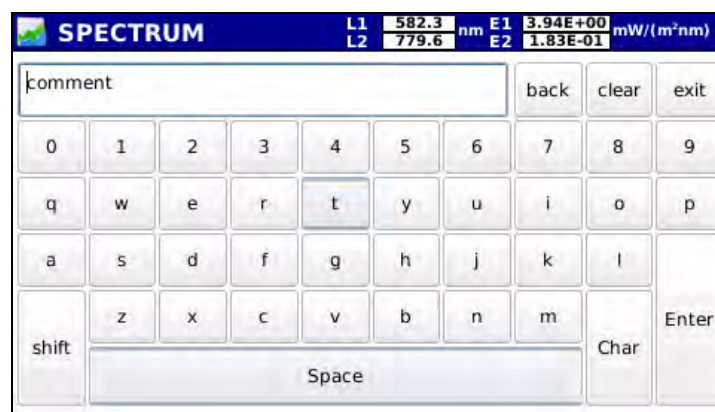 SPECTRUM L1 582.3 nm E1 3.94E+00 mW/(m²nm)
L2 779.6 E2 1.83E-01
comment back clear exit
0 1 2 3 4 5 6 7 8 9
q w e r t y u i o p
a s d f g h j k l
z x c v b n m Enter
shift Char
Space